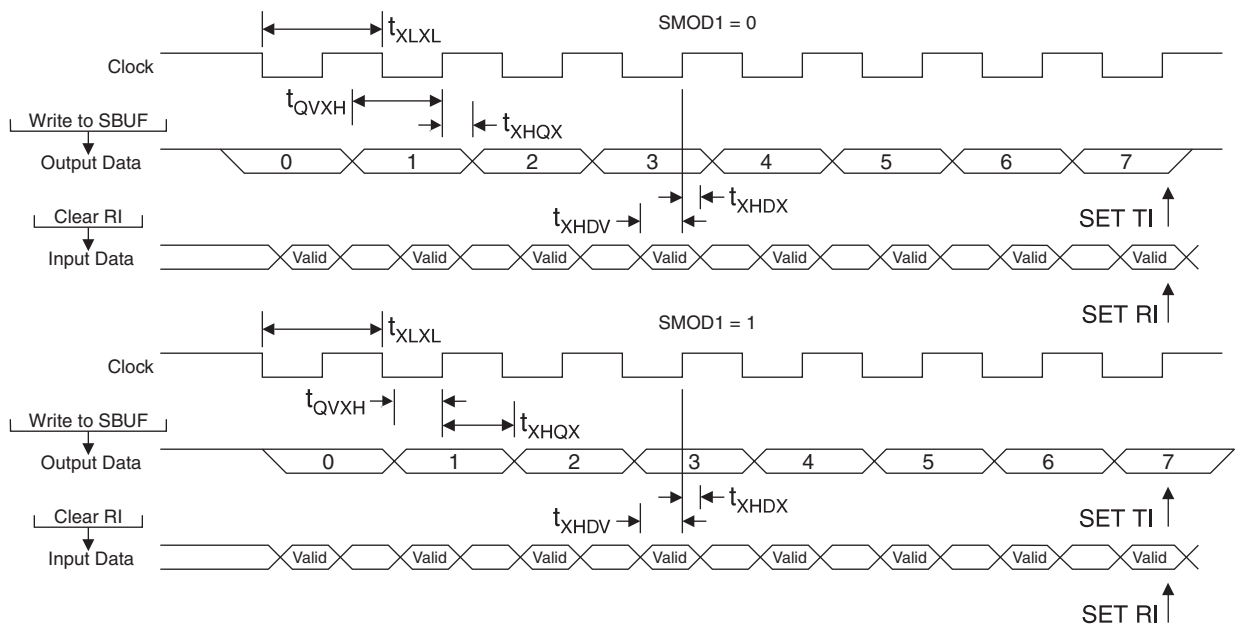 SMOD1 = 0
tXLXL
Clock
tQVXH
tXHQX
Write to SBUF
Output Data 0 1 2 3 4 5 6 7
tXHDX
tXHDV
SET TI
Clear RI
Input Data Valid Valid Valid Valid Valid Valid Valid Valid
SET RI
SMOD1 = 1
tXLXL
Clock
tQVXH
tXHQX
Write to SBUF
Output Data 0 1 2 3 4 5 6 7
tXHDX
tXHDV
SET TI
Clear RI
Input Data Valid Valid Valid Valid Valid Valid Valid Valid
SET RI